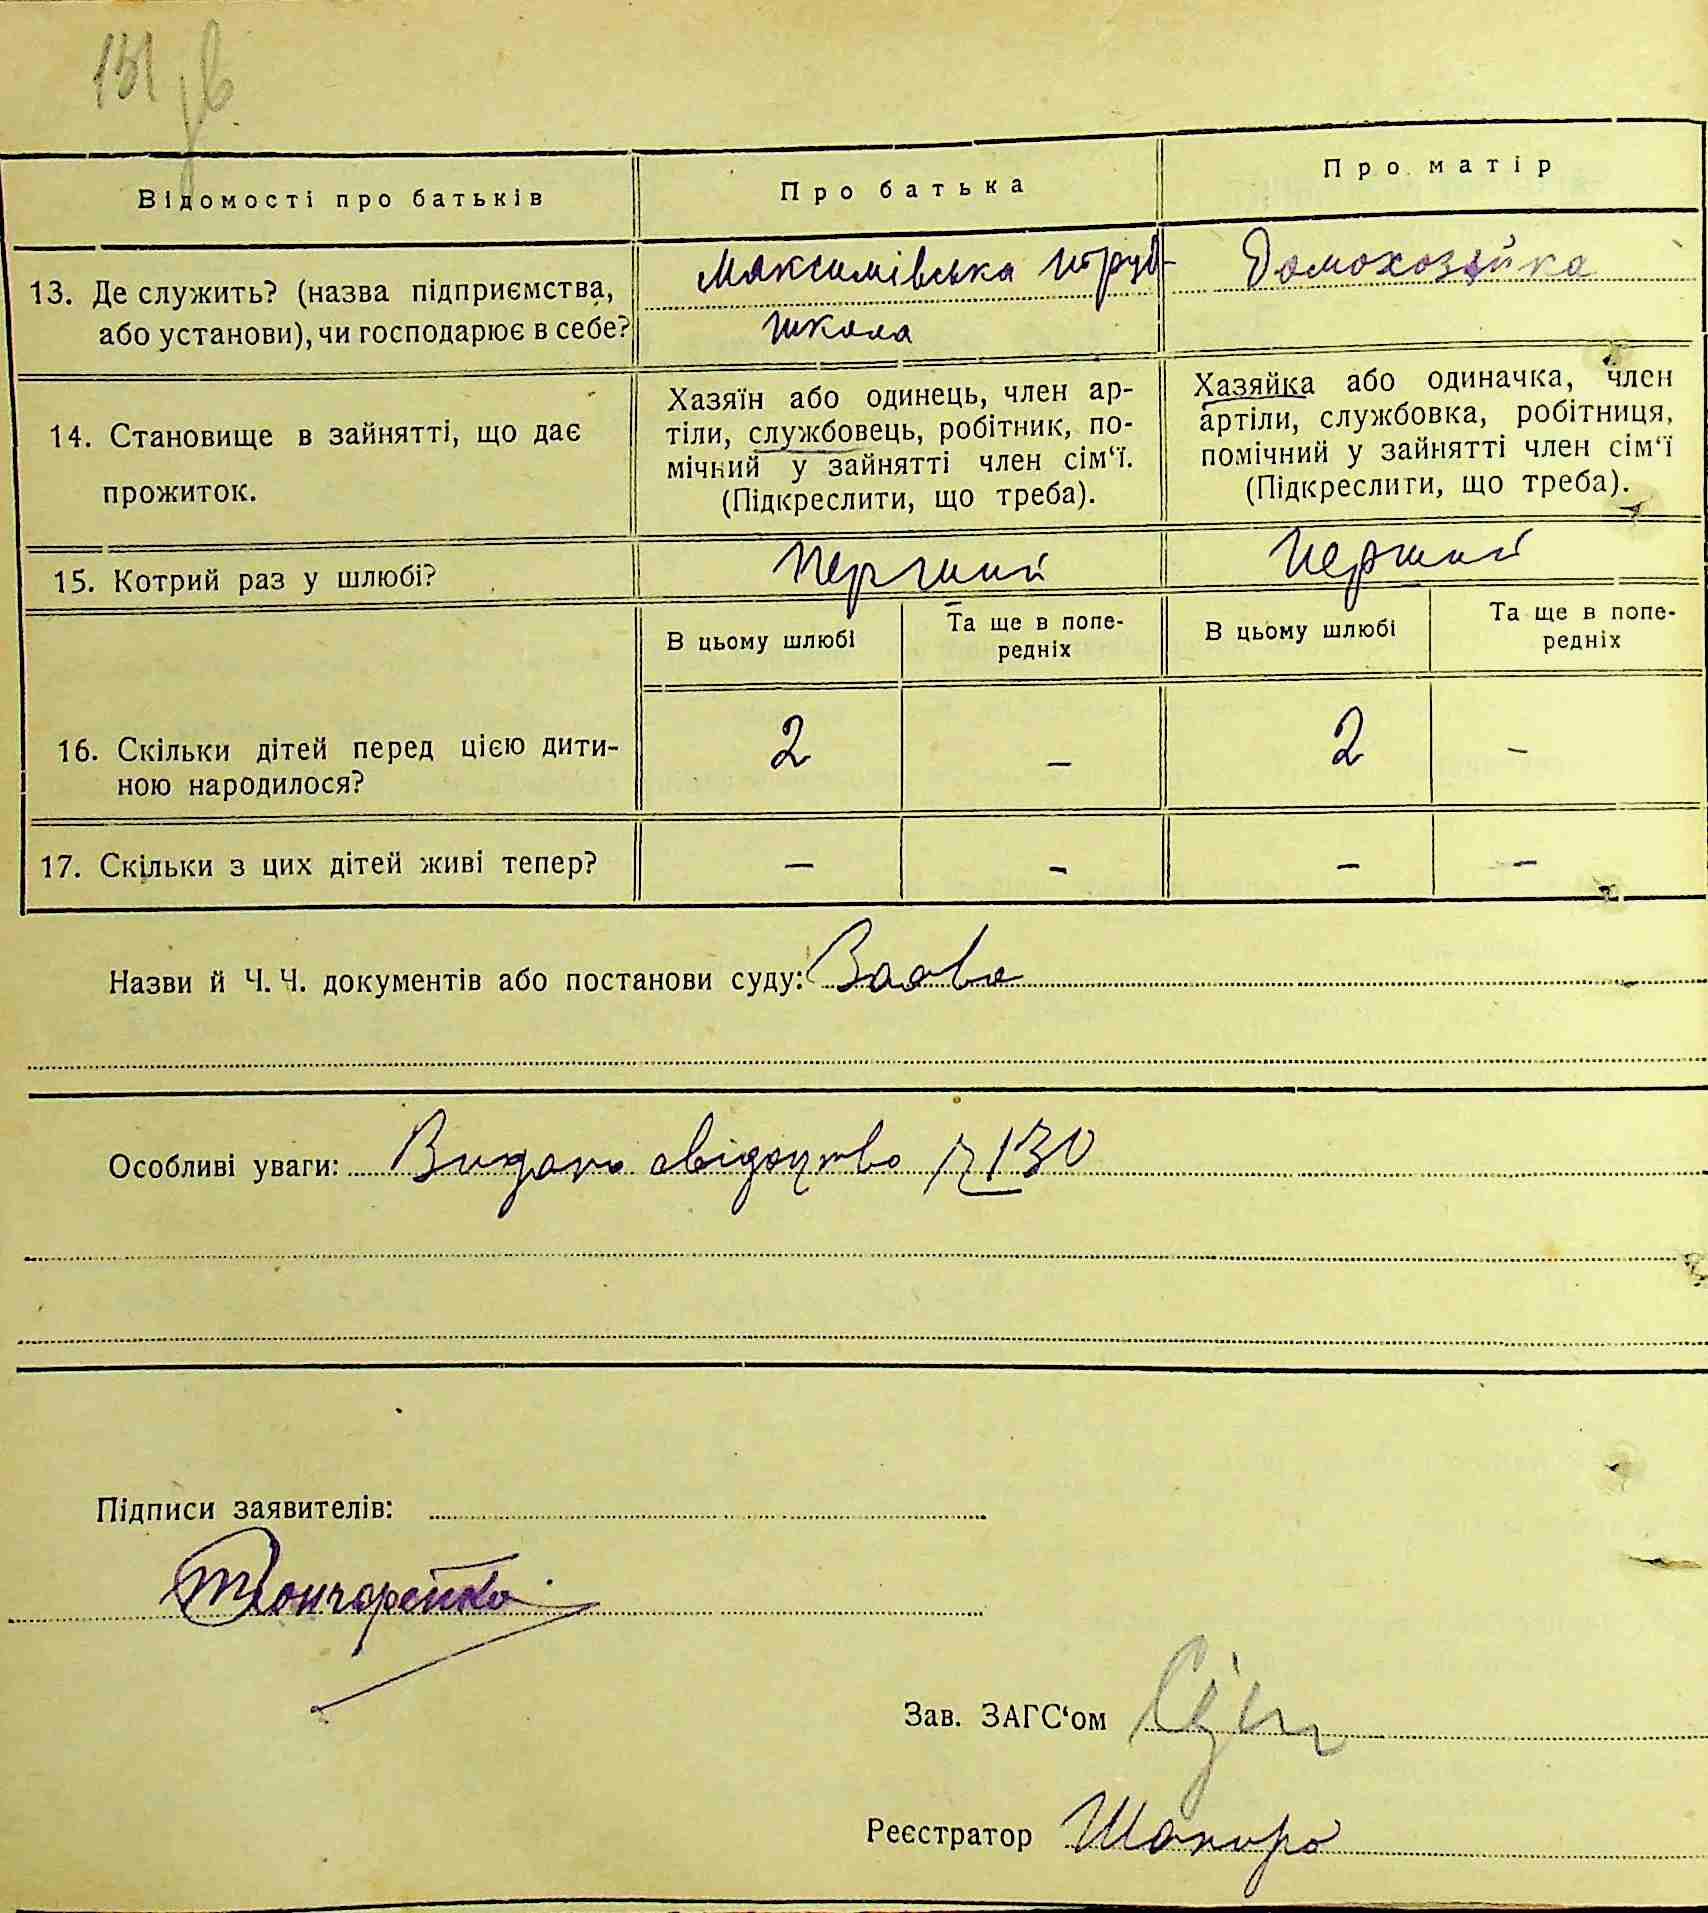 151 зв.
Відомості про батьків
Про батька
Про матір
13. Де служить? (назва підприємства,
або установи), чи господарює в себе?
Максимівська труд-
школа
Домохозяйка
14. Становище в зайнятті, що дає
прожиток.
Хазяїн або одинець, член ар-
тіли, службовець, робітник, по-
мічний у зайнятті член сім‘ї.
(Підкреслити, що треба).
Хазяйка або одиначка, член
артіли, службовка, робітниця,
помічний у зайнятті член сім‘ї
(Підкреслити, що треба).
15. Котрий раз у шлюбі?
Перший
Перший
В цьому шлюбі
Та ще в попе-
редніх
В цьому шлюбі
Та ще в попе-
редніх
16. Скільки дітей перед цією дити-
ною народилося?
2
–
2
–
17. Скільки з цих дітей живі тепер?
–
–
–
–
Назви й Ч. Ч. документів або постанови суду:
Особливі уваги: Видано свідоцтво 130
Підписи заявителів:
Гончаренко
Зав. ЗАГС‘ом
Реєстратор Шапиро